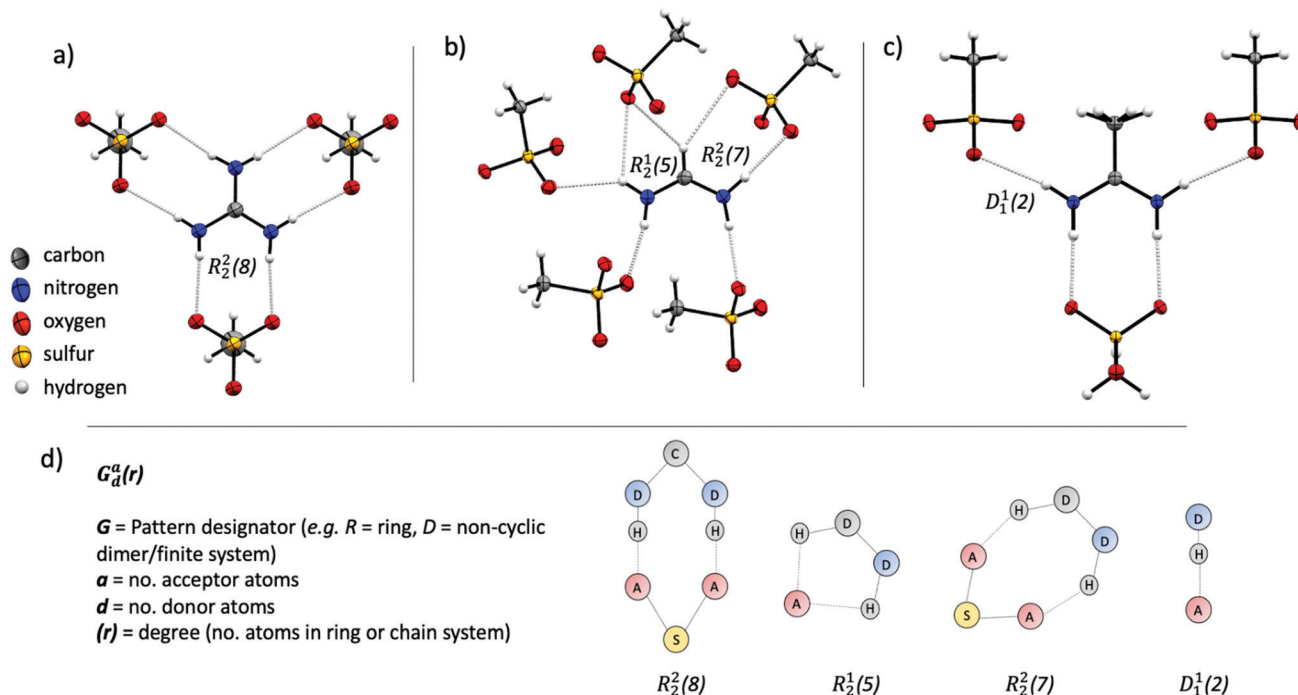 a)
R₂²(8)
carbon
nitrogen
oxygen
sulfur
hydrogen
b)
R₂¹(5)
R₂²(7)
c)
D₁¹(2)
d)
G_d^a(r)
G = Pattern designator (e.g. R = ring, D = non-cyclic
dimer/finite system)
a = no. acceptor atoms
d = no. donor atoms
(r) = degree (no. atoms in ring or chain system)
C
D D
H H
A A
S
R₂²(8)
H D
D
A H
R₂¹(5)
H D
D
A
H
S A
R₂²(7)
D
H
A
D₁¹(2)